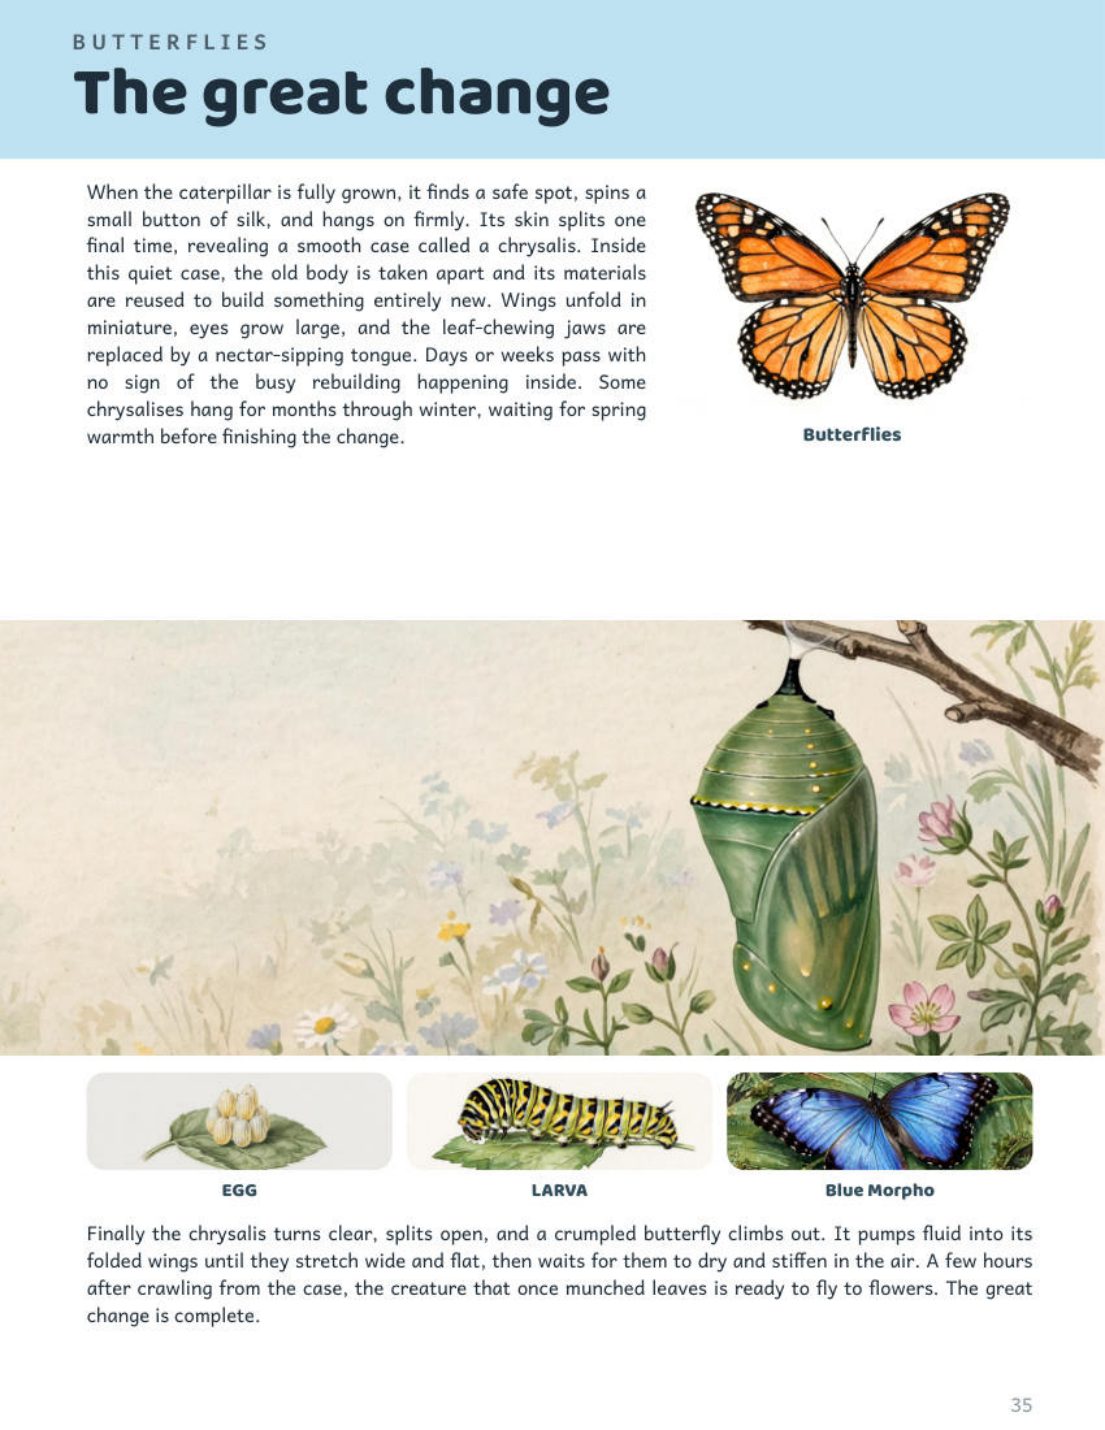 BUTTERFLIES
The great change
When the caterpillar is fully grown, it finds a safe spot, spins a
small button of silk, and hangs on firmly. Its skin splits one
final time, revealing a smooth case called a chrysalis. Inside
this quiet case, the old body is taken apart and its materials
are reused to build something entirely new. Wings unfold in
miniature, eyes grow large, and the leaf-chewing jaws are
replaced by a nectar-sipping tongue. Days or weeks pass with
no sign of the busy rebuilding happening inside. Some
chrysalises hang for months through winter, waiting for spring
warmth before finishing the change.
Butterflies
EGG
LARVA
Blue Morpho
Finally the chrysalis turns clear, splits open, and a crumpled butterfly climbs out. It pumps fluid into its
folded wings until they stretch wide and flat, then waits for them to dry and stiffen in the air. A few hours
after crawling from the case, the creature that once munched leaves is ready to fly to flowers. The great
change is complete.
35